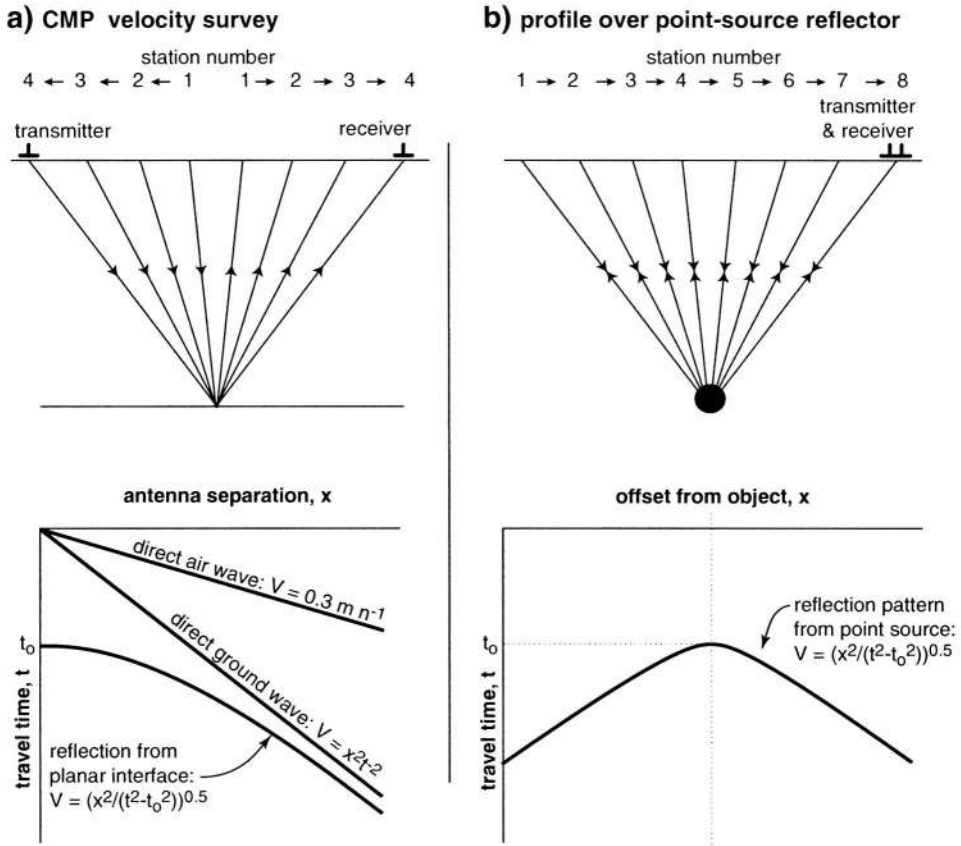 a) CMP velocity survey
station number
4 ← 3 ← 2 ← 1 1 → 2 → 3 → 4
transmitter
receiver
antenna separation, x
direct air wave: V = 0.3 m n⁻¹
direct ground wave: V = x²t⁻²
t₀
travel time, t
reflection from
planar interface:
V = (x²/(t²-t₀²))⁰·⁵
b) profile over point-source reflector
station number
1 → 2 → 3 → 4 → 5 → 6 → 7 → 8
transmitter
& receiver
offset from object, x
t₀
travel time, t
reflection pattern
from point source:
V = (x²/(t²-t₀²))⁰·⁵